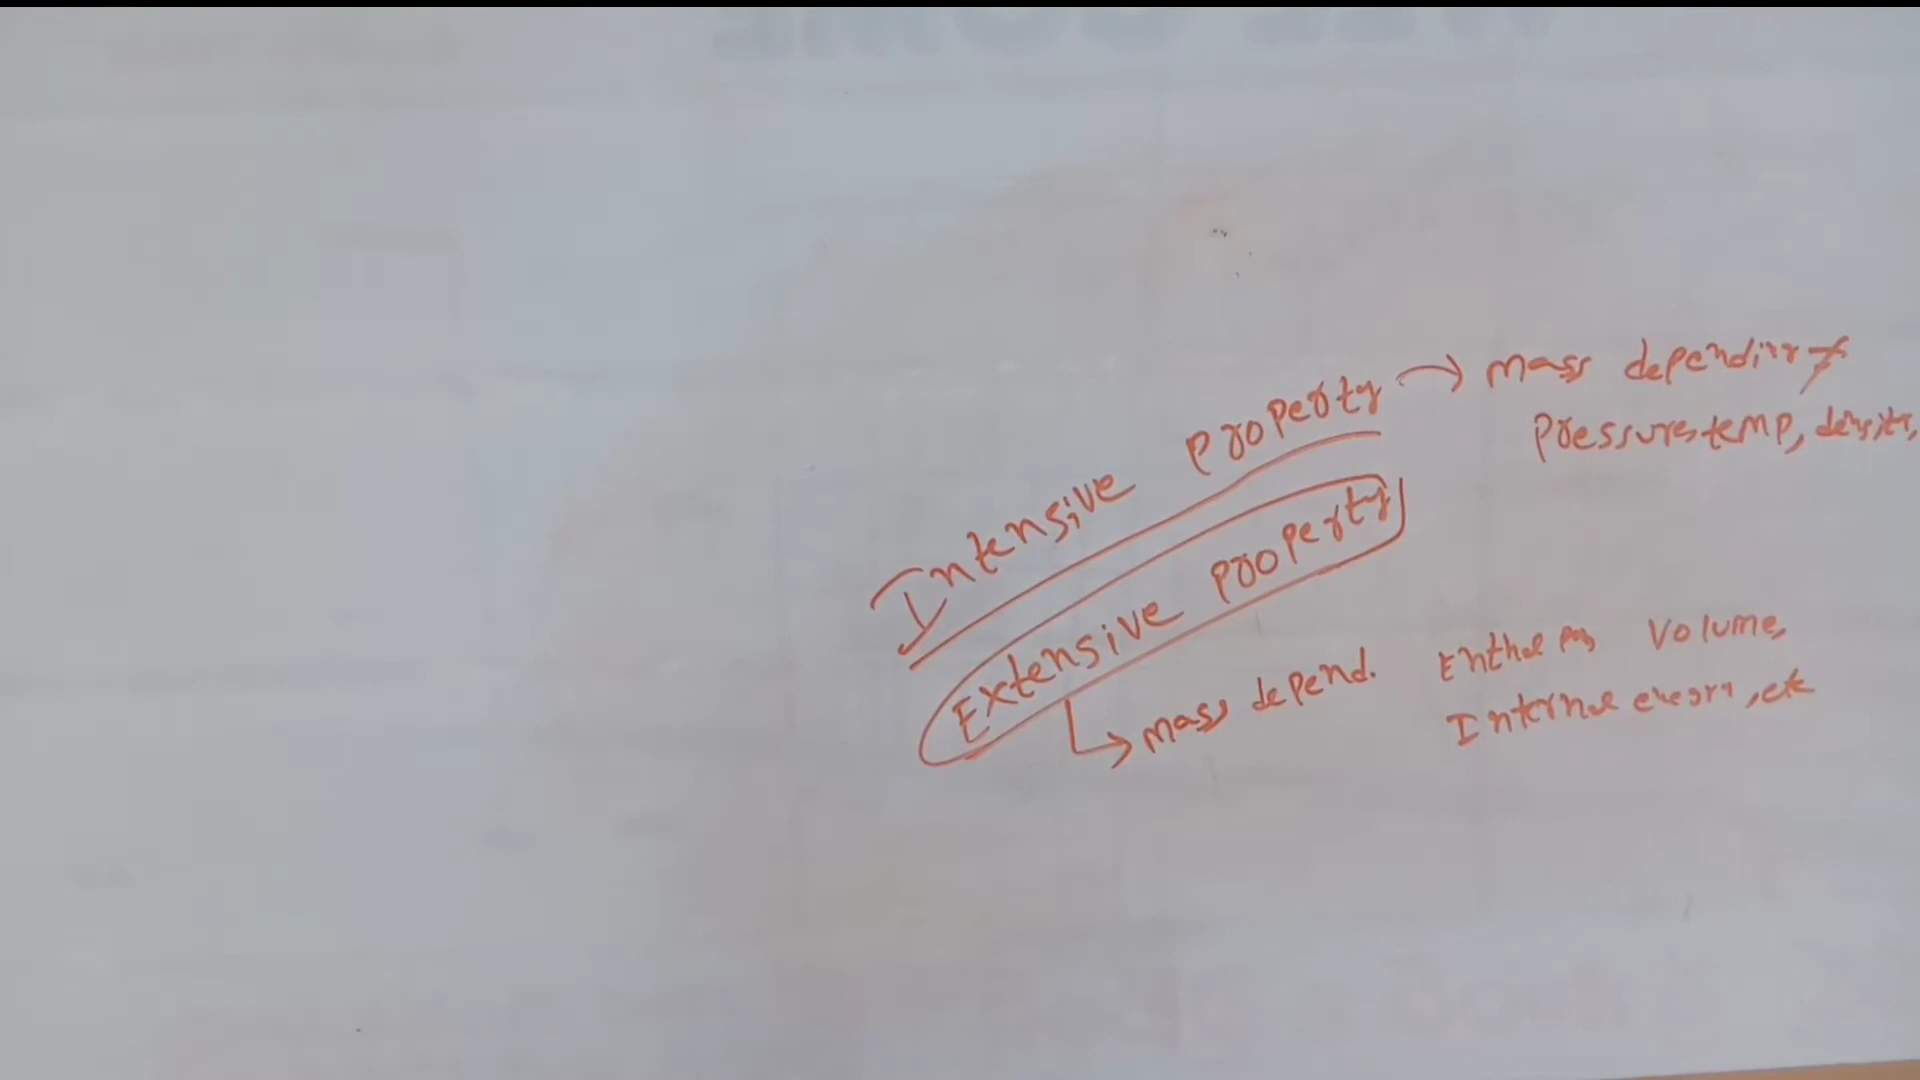 Intensive property → mass depending ≠
pressure, temp, density,
Extensive property
↳ mass depend. Enthalpy Volume,
Internal energy, etc